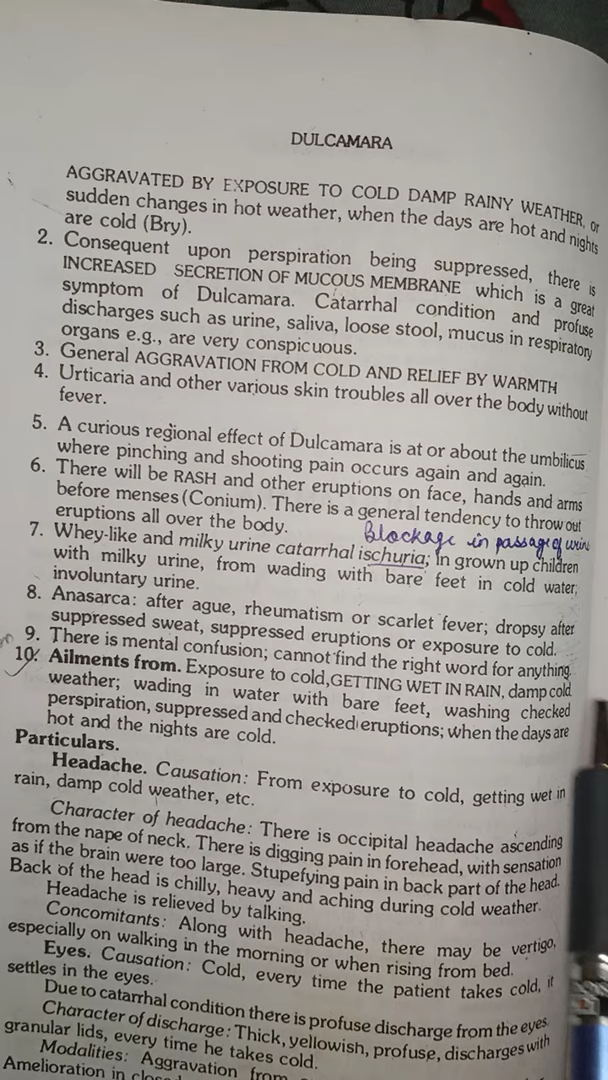 DULCAMARA
AGGRAVATED BY EXPOSURE TO COLD DAMP RAINY WEATHER, or
sudden changes in hot weather, when the days are hot and nights
are cold (Bry).
2. Consequent upon perspiration being suppressed, there is
INCREASED SECRETION OF MUCOUS MEMBRANE which is a great
symptom of Dulcamara. Catarrhal condition and profuse
discharges such as urine, saliva, loose stool, mucus in respiratory
organs e.g., are very conspicuous.
3. General AGGRAVATION FROM COLD AND RELIEF BY WARMTH
4. Urticaria and other various skin troubles all over the body without
fever.
5. A curious regional effect of Dulcamara is at or about the umbilicus
where pinching and shooting pain occurs again and again.
6. There will be RASH and other eruptions on face, hands and arms
before menses (Conium). There is a general tendency to throw out
eruptions all over the body.
Blockage in passage of urine
7. Whey-like and milky urine catarrhal ischuria; In grown up children
with milky urine, from wading with bare feet in cold water;
involuntary urine.
8. Anasarca: after ague, rheumatism or scarlet fever; dropsy after
suppressed sweat, suppressed eruptions or exposure to cold.
9. There is mental confusion; cannot find the right word for anything.
10. Ailments from. Exposure to cold, GETTING WET IN RAIN, damp cold
weather; wading in water with bare feet, washing checked
perspiration, suppressed and checked eruptions; when the days are
hot and the nights are cold.
Particulars.
Headache. Causation: From exposure to cold, getting wet in
rain, damp cold weather, etc.
Character of headache: There is occipital headache ascending
from the nape of neck. There is digging pain in forehead, with sensation
as if the brain were too large. Stupefying pain in back part of the head.
Back of the head is chilly, heavy and aching during cold weather.
Headache is relieved by talking.
Concomitants: Along with headache, there may be vertigo,
especially on walking in the morning or when rising from bed.
Eyes. Causation: Cold, every time the patient takes cold, it
settles in the eyes.
Due to catarrhal condition there is profuse discharge from the eyes.
Character of discharge: Thick, yellowish, profuse, discharges with
granular lids, every time he takes cold.
Modalities: Aggravation from
Amelioration in